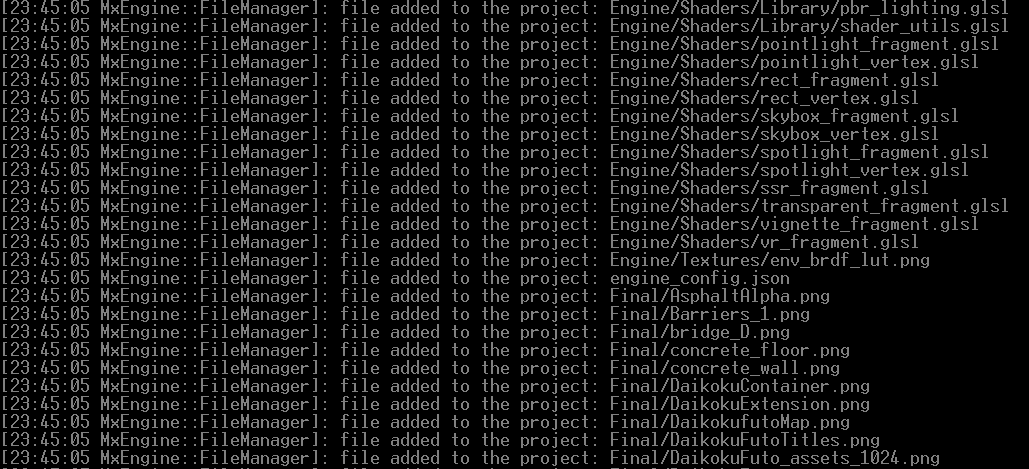 [23:45:05 MxEngine::FileManager]: file added to the project: Engine/Shaders/Library/pbr_lighting.glsl
[23:45:05 MxEngine::FileManager]: file added to the project: Engine/Shaders/Library/shader_utils.glsl
[23:45:05 MxEngine::FileManager]: file added to the project: Engine/Shaders/pointlight_fragment.glsl
[23:45:05 MxEngine::FileManager]: file added to the project: Engine/Shaders/pointlight_vertex.glsl
[23:45:05 MxEngine::FileManager]: file added to the project: Engine/Shaders/rect_fragment.glsl
[23:45:05 MxEngine::FileManager]: file added to the project: Engine/Shaders/rect_vertex.glsl
[23:45:05 MxEngine::FileManager]: file added to the project: Engine/Shaders/skybox_fragment.glsl
[23:45:05 MxEngine::FileManager]: file added to the project: Engine/Shaders/skybox_vertex.glsl
[23:45:05 MxEngine::FileManager]: file added to the project: Engine/Shaders/spotlight_fragment.glsl
[23:45:05 MxEngine::FileManager]: file added to the project: Engine/Shaders/spotlight_vertex.glsl
[23:45:05 MxEngine::FileManager]: file added to the project: Engine/Shaders/ssr_fragment.glsl
[23:45:05 MxEngine::FileManager]: file added to the project: Engine/Shaders/transparent_fragment.glsl
[23:45:05 MxEngine::FileManager]: file added to the project: Engine/Shaders/vignette_fragment.glsl
[23:45:05 MxEngine::FileManager]: file added to the project: Engine/Shaders/vr_fragment.glsl
[23:45:05 MxEngine::FileManager]: file added to the project: Engine/Textures/env_brdf_lut.png
[23:45:05 MxEngine::FileManager]: file added to the project: engine_config.json
[23:45:05 MxEngine::FileManager]: file added to the project: Final/AsphaltAlpha.png
[23:45:05 MxEngine::FileManager]: file added to the project: Final/Barriers_1.png
[23:45:05 MxEngine::FileManager]: file added to the project: Final/bridge_D.png
[23:45:05 MxEngine::FileManager]: file added to the project: Final/concrete_floor.png
[23:45:05 MxEngine::FileManager]: file added to the project: Final/concrete_wall.png
[23:45:05 MxEngine::FileManager]: file added to the project: Final/DaikokuContainer.png
[23:45:05 MxEngine::FileManager]: file added to the project: Final/DaikokuExtension.png
[23:45:05 MxEngine::FileManager]: file added to the project: Final/DaikokufutoMap.png
[23:45:05 MxEngine::FileManager]: file added to the project: Final/DaikokuFutoTitles.png
[23:45:05 MxEngine::FileManager]: file added to the project: Final/DaikokuFuto_assets_1024.png